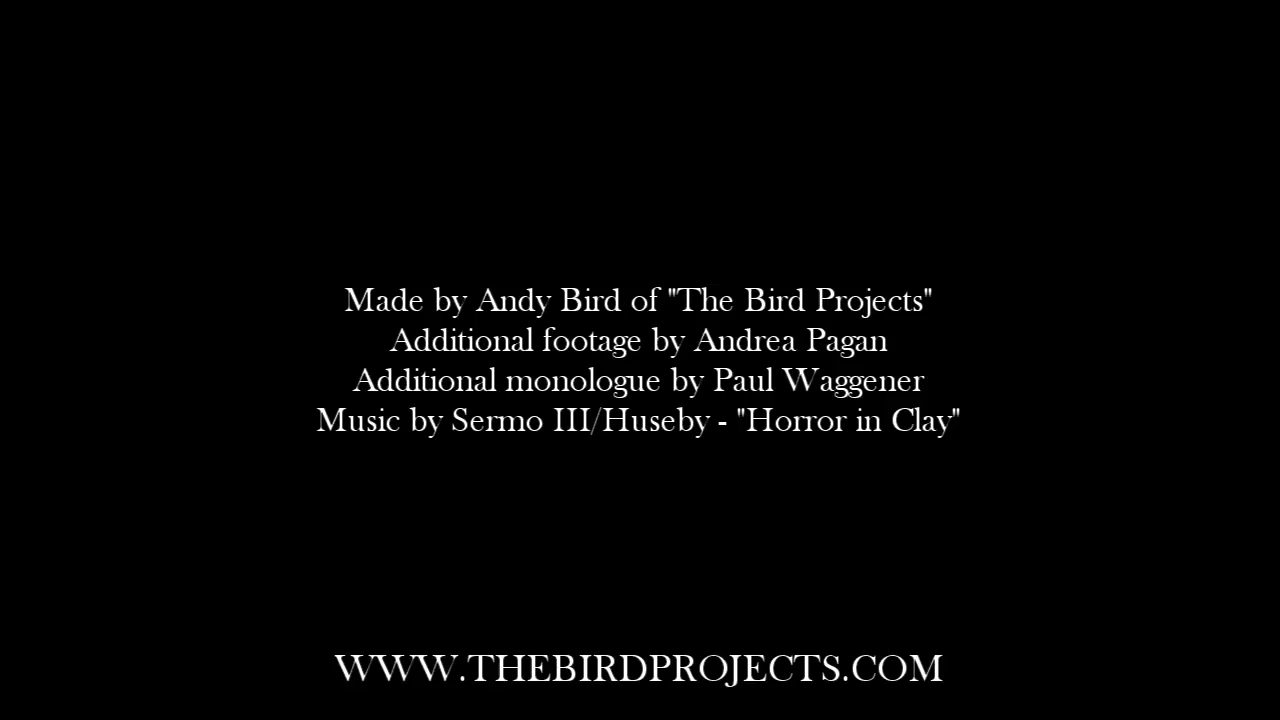 Made by Andy Bird of "The Bird Projects"
Additional footage by Andrea Pagan
Additional monologue by Paul Waggener
Music by Sermo III/Huseby - "Horror in Clay"
WWW.THEBIRDPROJECTS.COM